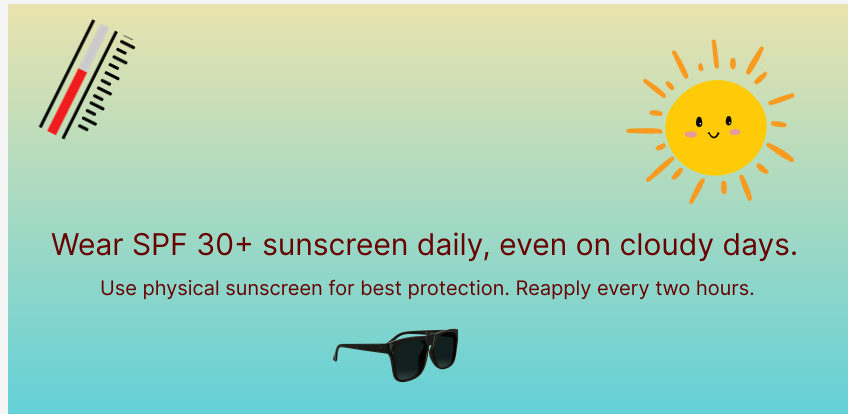 Wear SPF 30+ sunscreen daily, even on cloudy days.
Use physical sunscreen for best protection. Reapply every two hours.